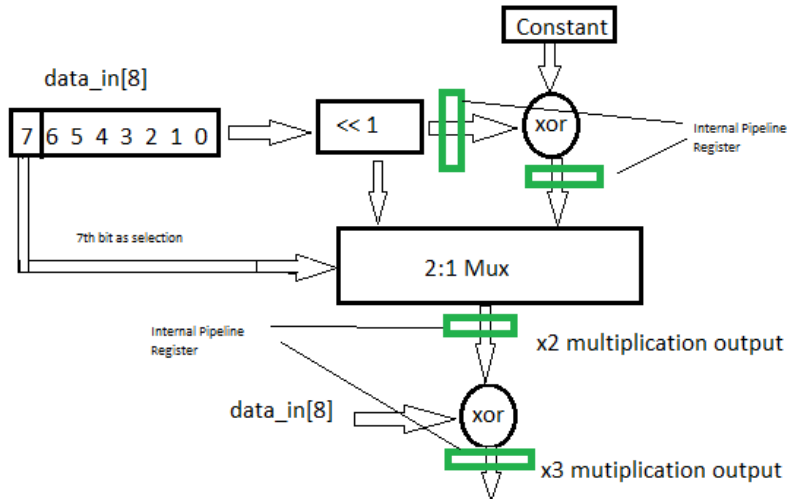 Constant
data_in[8]
7 6 5 4 3 2 1 0
<< 1
xor
Internal Pipeline
Register
7th bit as selection
2:1 Mux
Internal Pipeline
Register
x2 multiplication output
data_in[8]
xor
x3 mutiplication output